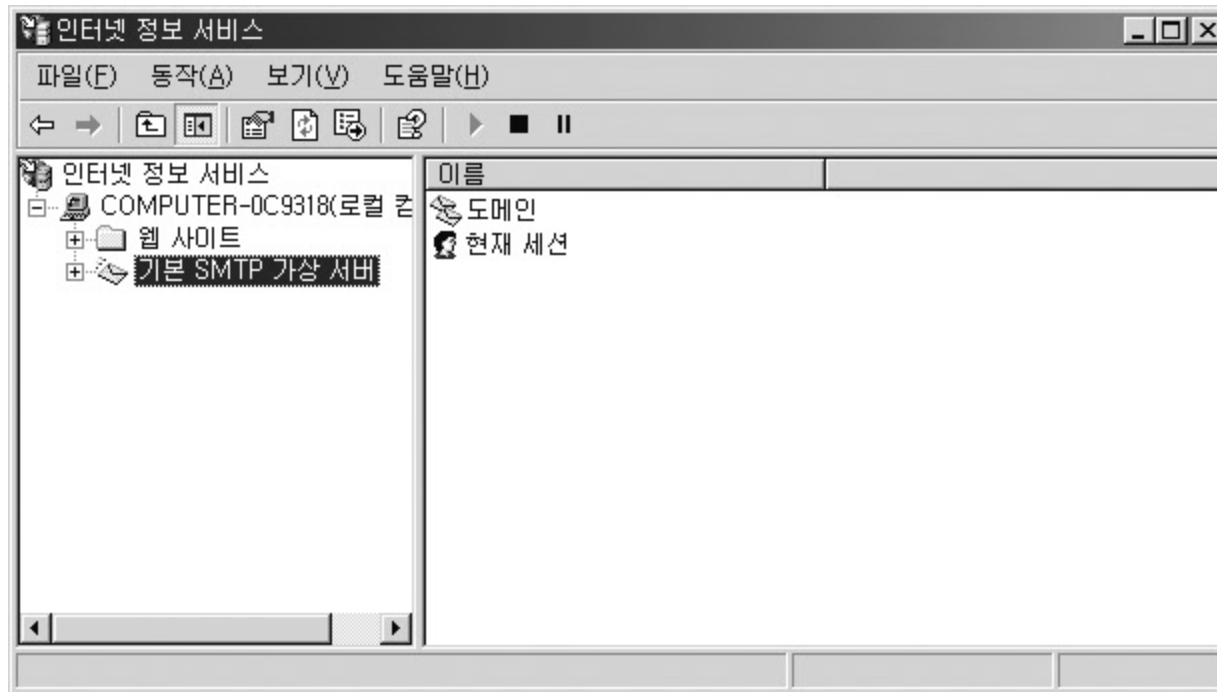 인터넷 정보 서비스
파일(F) 동작(A) 보기(V) 도움말(H)
인터넷 정보 서비스
COMPUTER-0C9318(로컬 컴
웹 사이트
기본 SMTP 가상 서버
이름
도메인
현재 세션